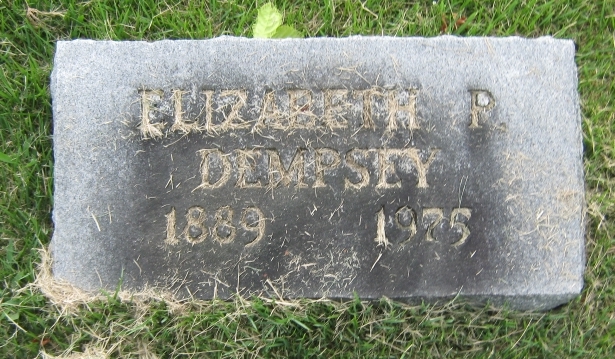 ELIZABETH P.
DEMPSEY
1889 1975